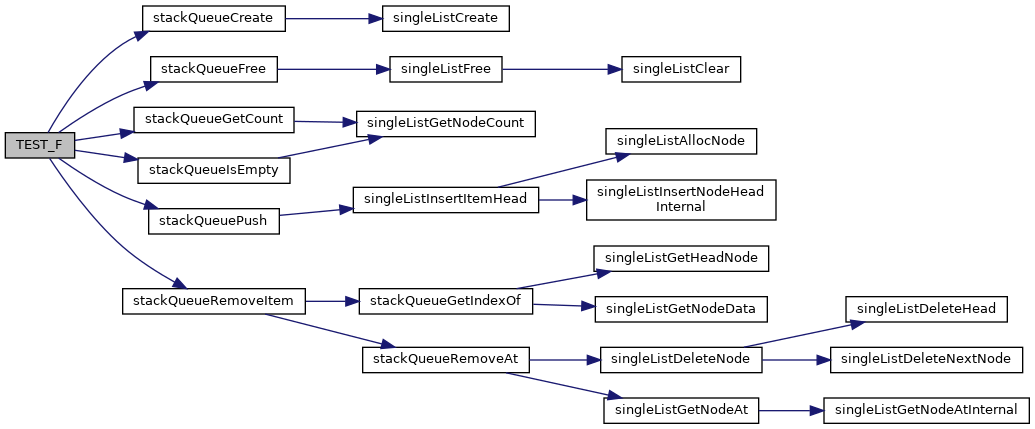 stackQueueCreate
singleListCreate
stackQueueFree
singleListFree
singleListClear
stackQueueGetCount
singleListGetNodeCount
TEST_F
stackQueueIsEmpty
singleListAllocNode
stackQueuePush
singleListInsertItemHead
singleListInsertNodeHead
Internal
singleListGetHeadNode
stackQueueRemoveItem
stackQueueGetIndexOf
singleListGetNodeData
singleListDeleteHead
stackQueueRemoveAt
singleListDeleteNode
singleListDeleteNextNode
singleListGetNodeAt
singleListGetNodeAtInternal